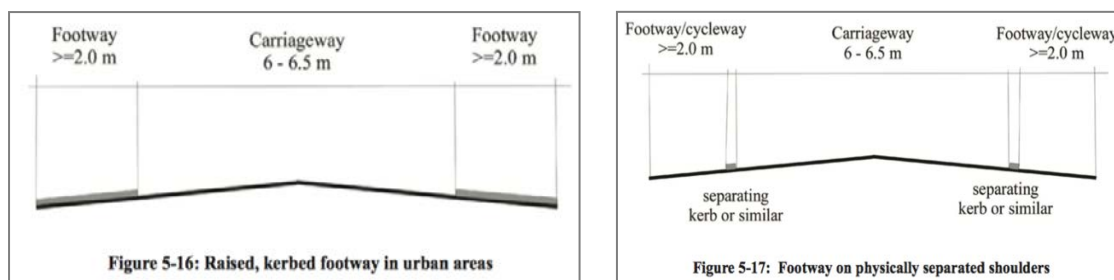 Footway
>=2.0 m
Carriageway
6 - 6.5 m
Footway
>=2.0 m
Figure 5-16: Raised, kerbed footway in urban areas
Footway/cycleway
>=2.0 m
Carriageway
6 - 6.5 m
Footway/cycleway
>=2.0 m
separating
kerb or similar
separating
kerb or similar
Figure 5-17: Footway on physically separated shoulders